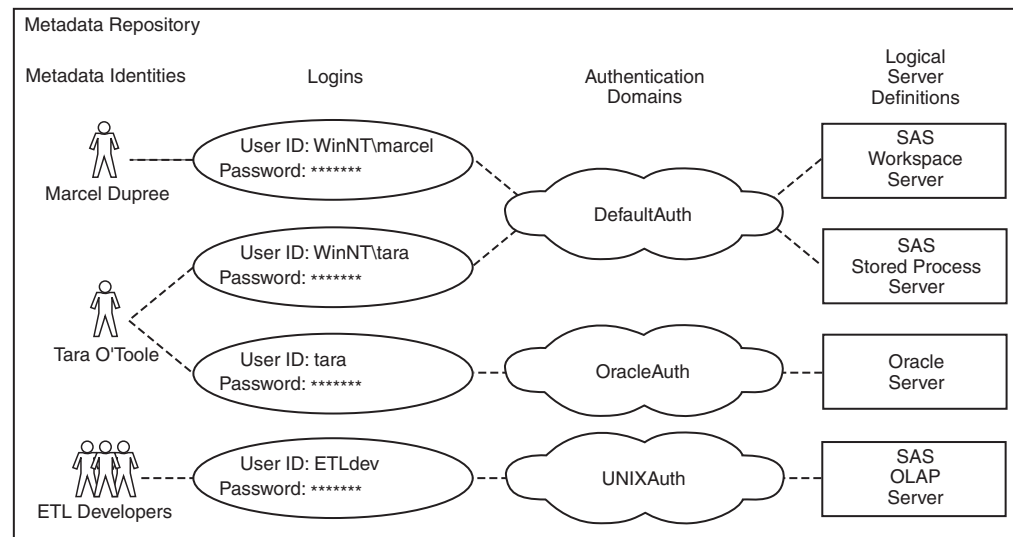 Metadata Repository
Metadata Identities
Logins
Authentication
Domains
Logical
Server
Definitions
Marcel Dupree
User ID: WinNT\marcel
Password: *******
DefaultAuth
SAS
Workspace
Server
SAS
Stored Process
Server
Tara O'Toole
User ID: WinNT\tara
Password: *******
User ID: tara
Password: *******
OracleAuth
Oracle
Server
ETL Developers
User ID: ETLdev
Password: *******
UNIXAuth
SAS
OLAP
Server